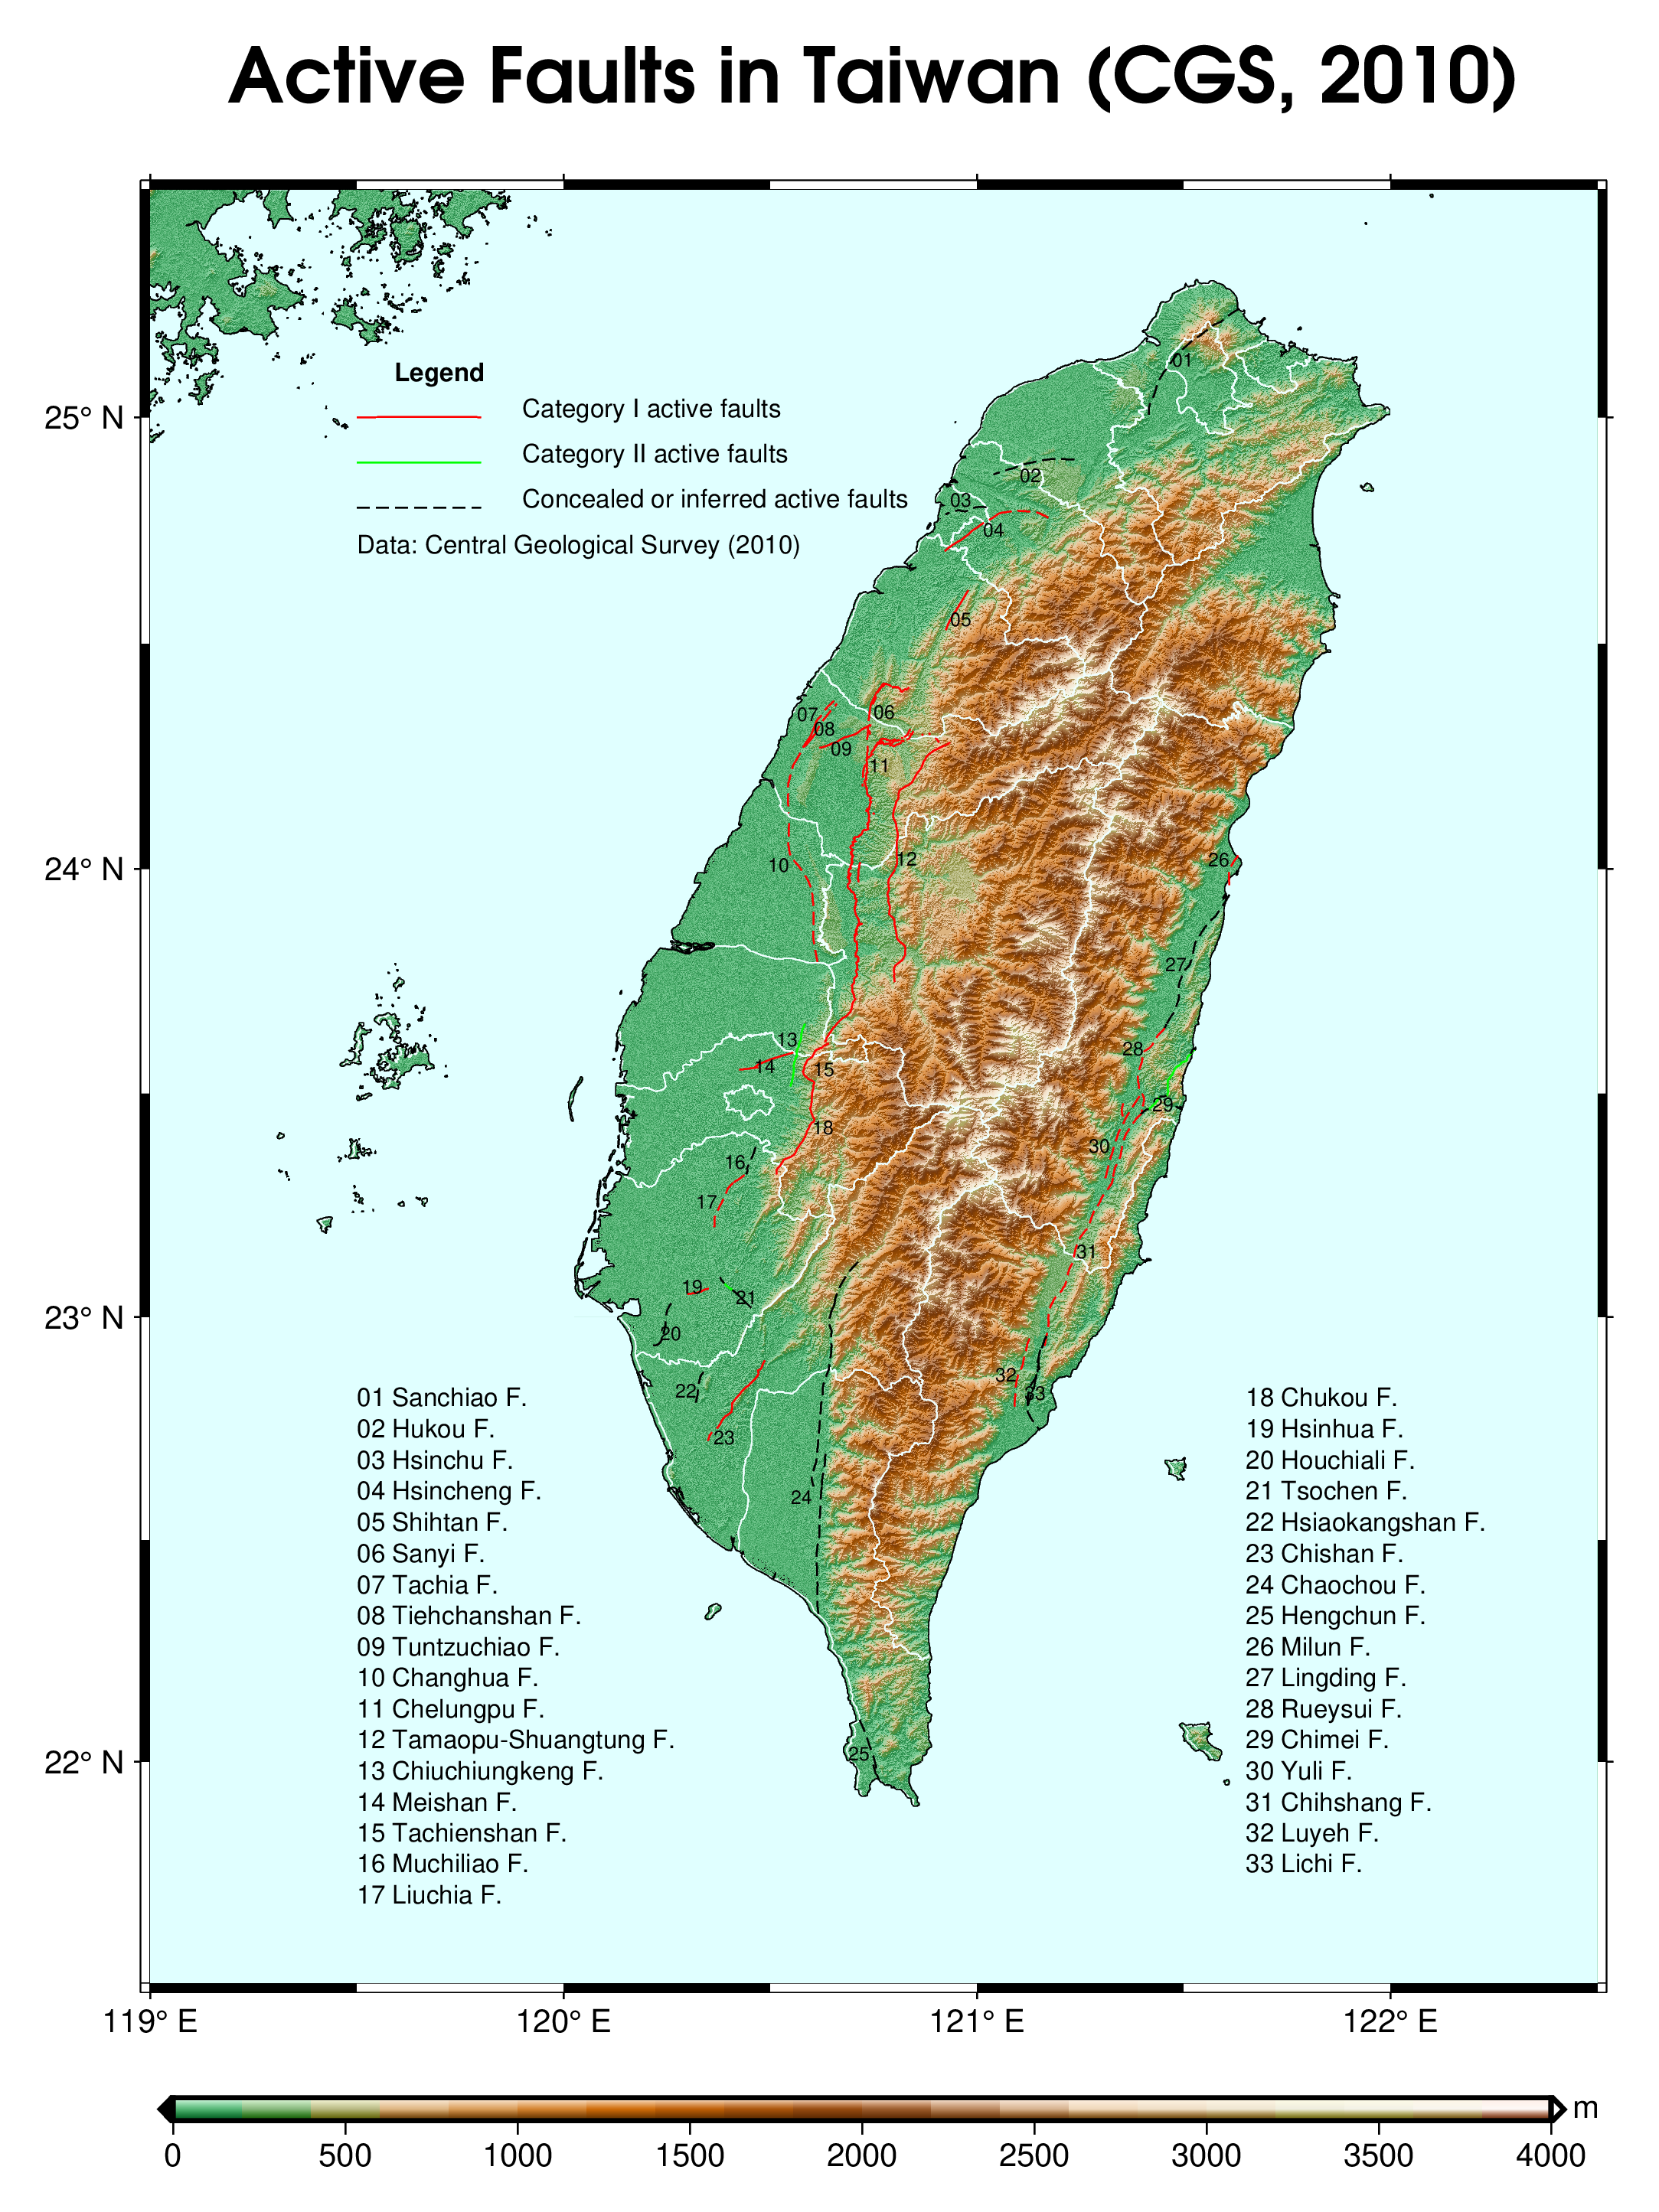 Active Faults in Taiwan (CGS, 2010)
Legend
Category I active faults
Category II active faults
Concealed or inferred active faults
Data: Central Geological Survey (2010)
25° N
24° N
23° N
22° N
01
02
03
04
05
06
07
08
09
11
10
12
26
27
13
28
14
15
29
18
30
16
17
31
19
21
20
32
22
33
23
24
25
01 Sanchiao F.
02 Hukou F.
03 Hsinchu F.
04 Hsincheng F.
05 Shihtan F.
06 Sanyi F.
07 Tachia F.
08 Tiehchanshan F.
09 Tuntzuchiao F.
10 Changhua F.
11 Chelungpu F.
12 Tamaopu-Shuangtung F.
13 Chiuchiungkeng F.
14 Meishan F.
15 Tachienshan F.
16 Muchiliao F.
17 Liuchia F.
18 Chukou F.
19 Hsinhua F.
20 Houchiali F.
21 Tsochen F.
22 Hsiaokangshan F.
23 Chishan F.
24 Chaochou F.
25 Hengchun F.
26 Milun F.
27 Lingding F.
28 Rueysui F.
29 Chimei F.
30 Yuli F.
31 Chihshang F.
32 Luyeh F.
33 Lichi F.
119° E 120° E 121° E 122° E
m
0 500 1000 1500 2000 2500 3000 3500 4000